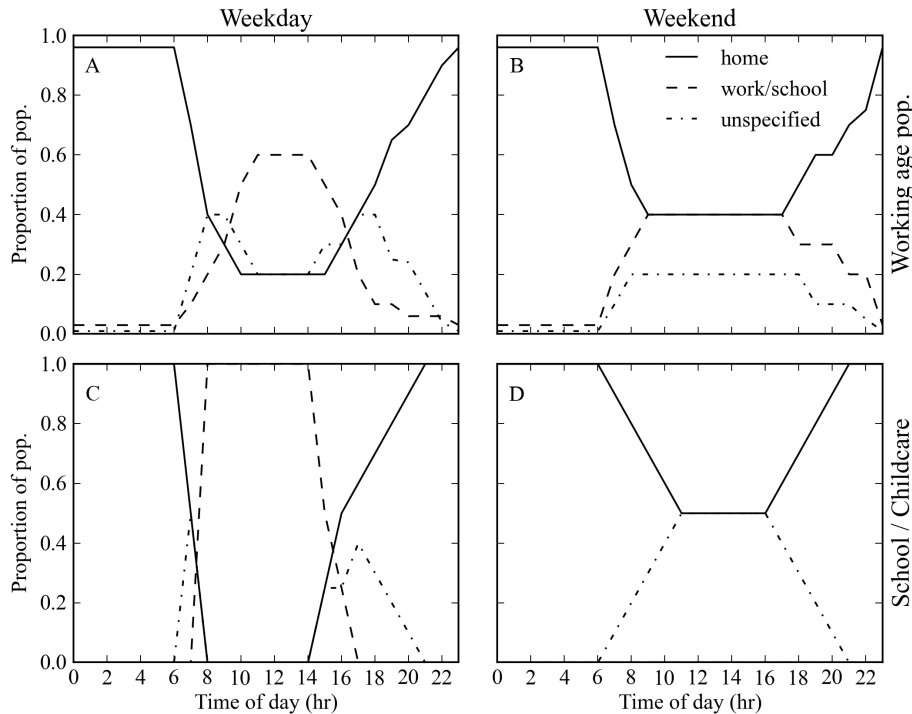 Weekday
Weekend
1.0
0.8
0.6
0.4
0.2
0.0
Proportion of pop.
A
B
home
work/school
unspecified
Working age pop.
1.0
0.8
0.6
0.4
0.2
0.0
Proportion of pop.
C
D
School / Childcare
0 2 4 6 8 10 12 14 16 18 20 22
0 2 4 6 8 10 12 14 16 18 20 22
Time of day (hr)
Time of day (hr)